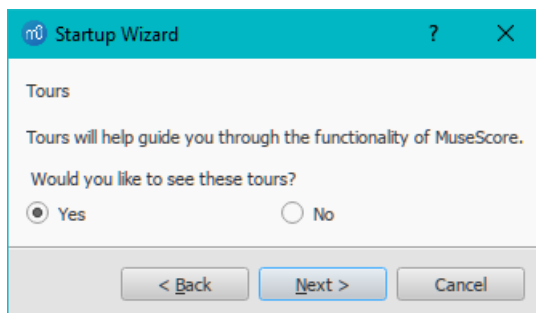 Startup Wizard ?
Tours
Tours will help guide you through the functionality of MuseScore.
Would you like to see these tours?
Yes No
< Back Next > Cancel